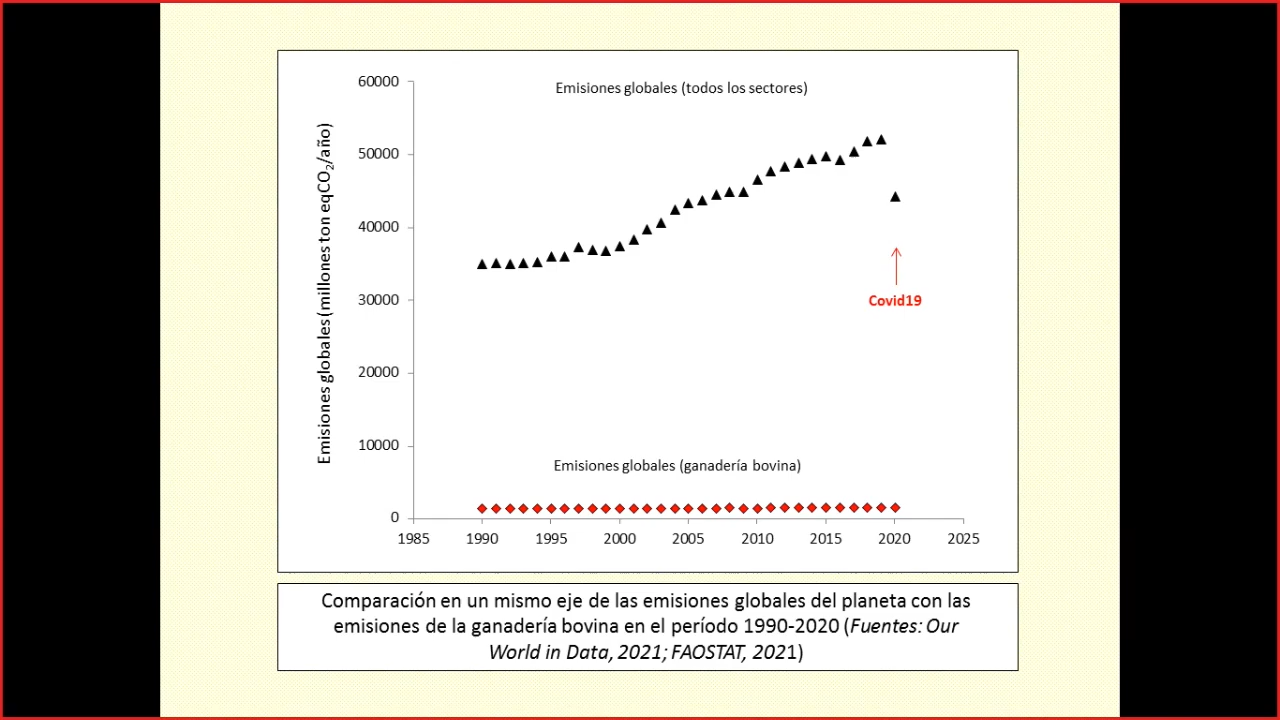 Emisiones globales (todos los sectores)
Emisiones globales (millones ton eqCO₂/año)
60000
50000
40000
30000
20000
10000
0
Covid19
Emisiones globales (ganadería bovina)
1985 1990 1995 2000 2005 2010 2015 2020 2025
Comparación en un mismo eje de las emisiones globales del planeta con las
emisiones de la ganadería bovina en el período 1990-2020 (Fuentes: Our
World in Data, 2021; FAOSTAT, 2021)